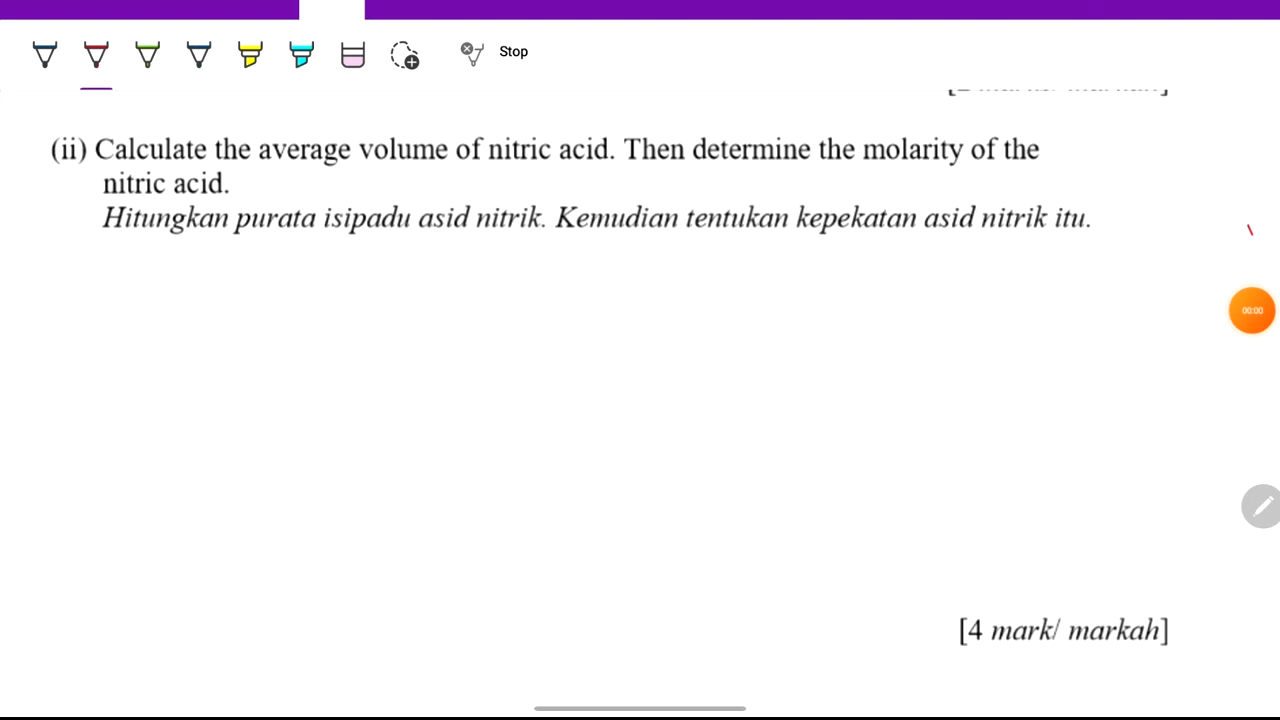 Stop
(ii) Calculate the average volume of nitric acid. Then determine the molarity of the
nitric acid.
Hitungkan purata isipadu asid nitrik. Kemudian tentukan kepekatan asid nitrik itu.
00:00
[4 mark/ markah]